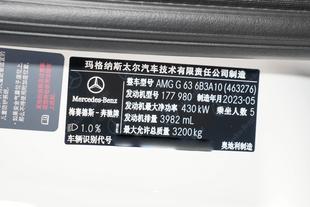 玛格纳斯太尔汽车技术有限责任公司制造
整车型号 AMG G 63 6B3A10 (463276)
发动机型号 177 980 制造年月 2023-05
发动机最大净功率 430 kW 乘坐人数 5
发动机排量 3982 mL
最大允许总质量 3200kg
Mercedes-Benz
梅赛德斯-奔驰牌
1.0%
车辆识别代号
奥地利制造